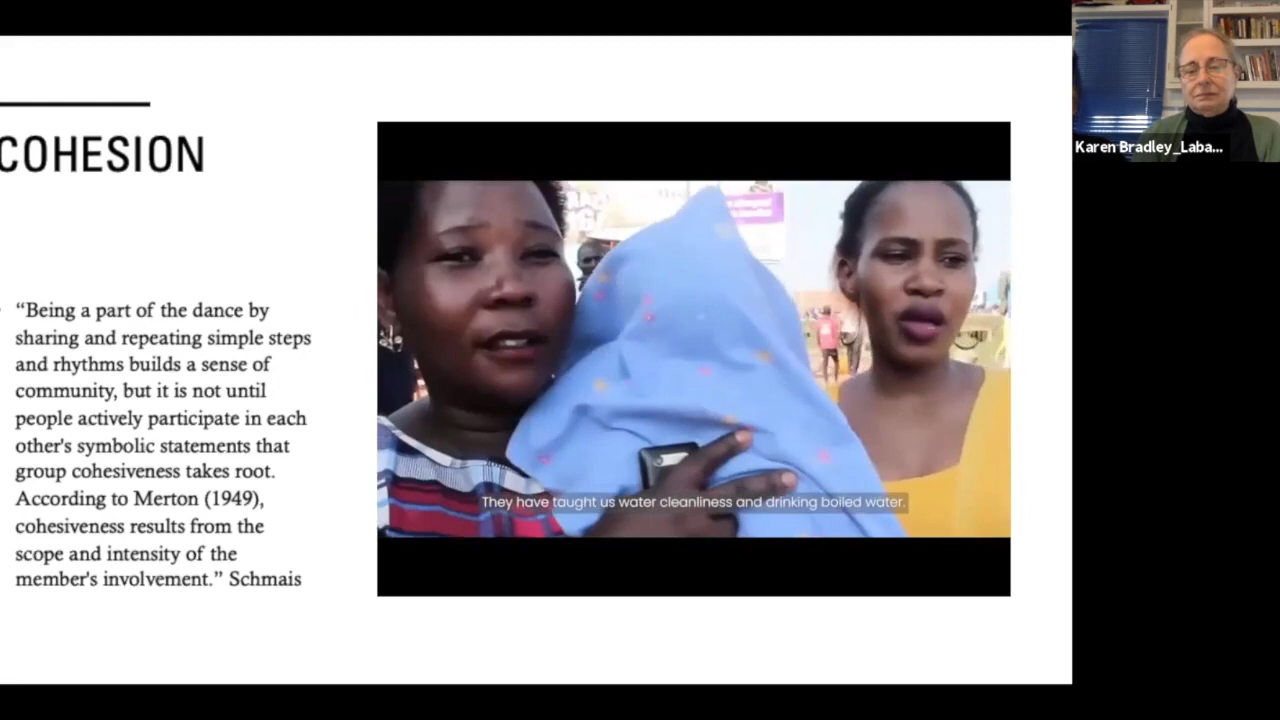 COHESION
“Being a part of the dance by
sharing and repeating simple steps
and rhythms builds a sense of
community, but it is not until
people actively participate in each
other's symbolic statements that
group cohesiveness takes root.
According to Merton (1949),
cohesiveness results from the
scope and intensity of the
member's involvement.” Schmais
They have taught us water cleanliness and drinking boiled water.
Karen Bradley_Laba...